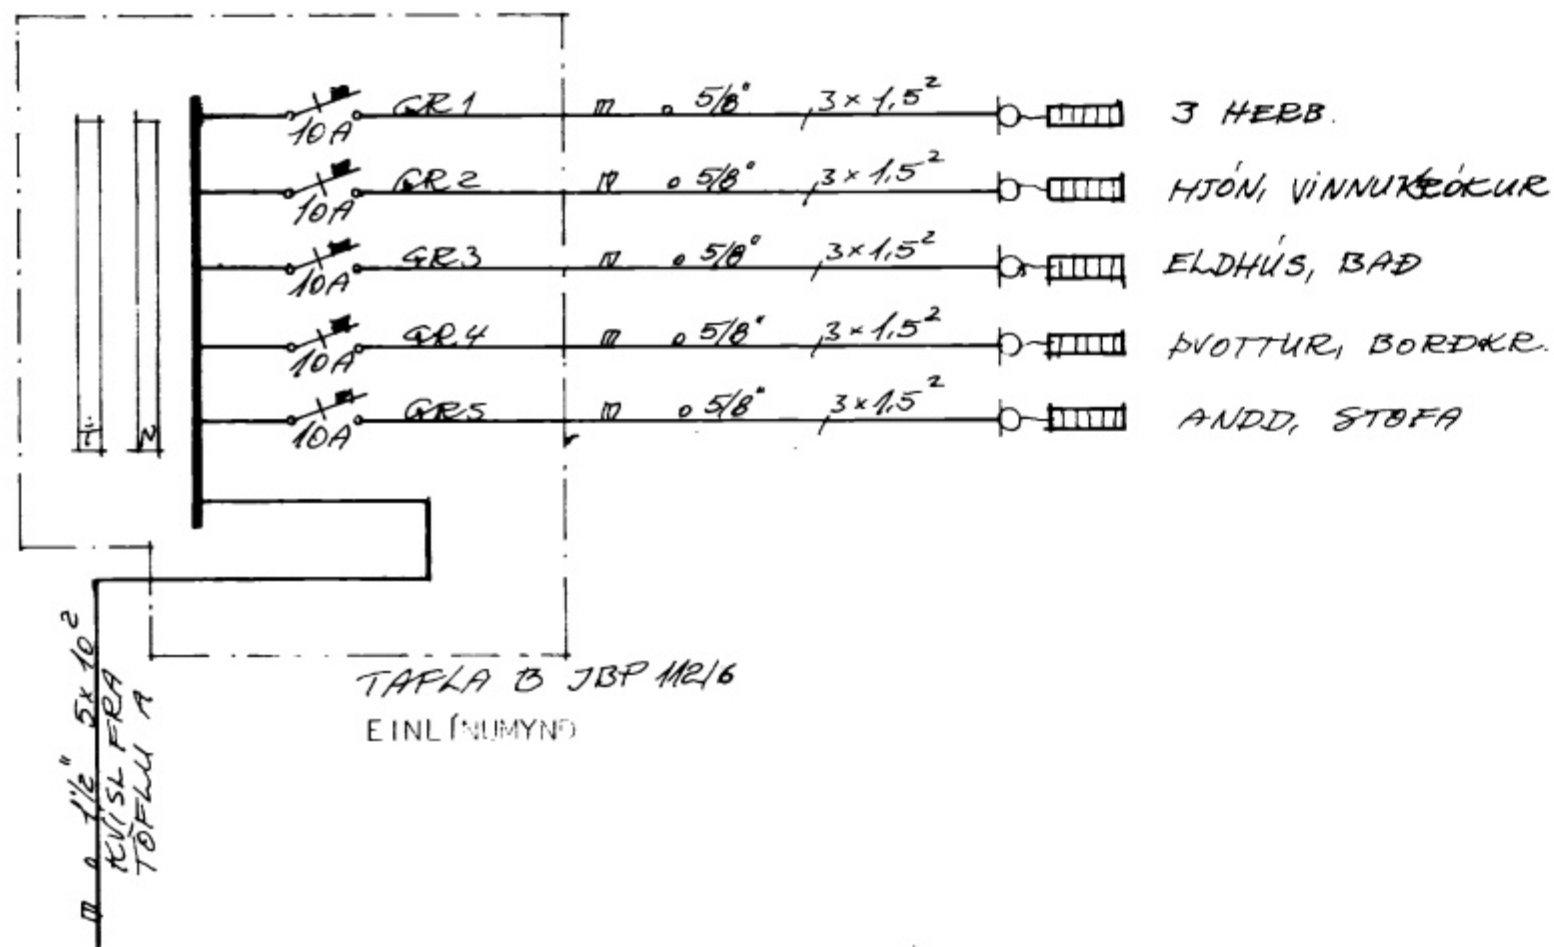 GR1 5/8" 3×1,5² 3 HERB.
10A
GR2 5/8" 3×1,5² HJÓN, VINNUKRÓKUR
10A
GR3 5/8" 3×1,5² ELDHÚS, BAÐ
10A
GR4 5/8" 3×1,5² ÞVOTTUR, BORÐKR.
10A
GR5 5/8" 3×1,5² ANDD, STOFA
10A
TAFLA B JBP 112/6
EINLÍNUMYND
1½" 5×10²
KVÍSL FRA
TÖFLU A